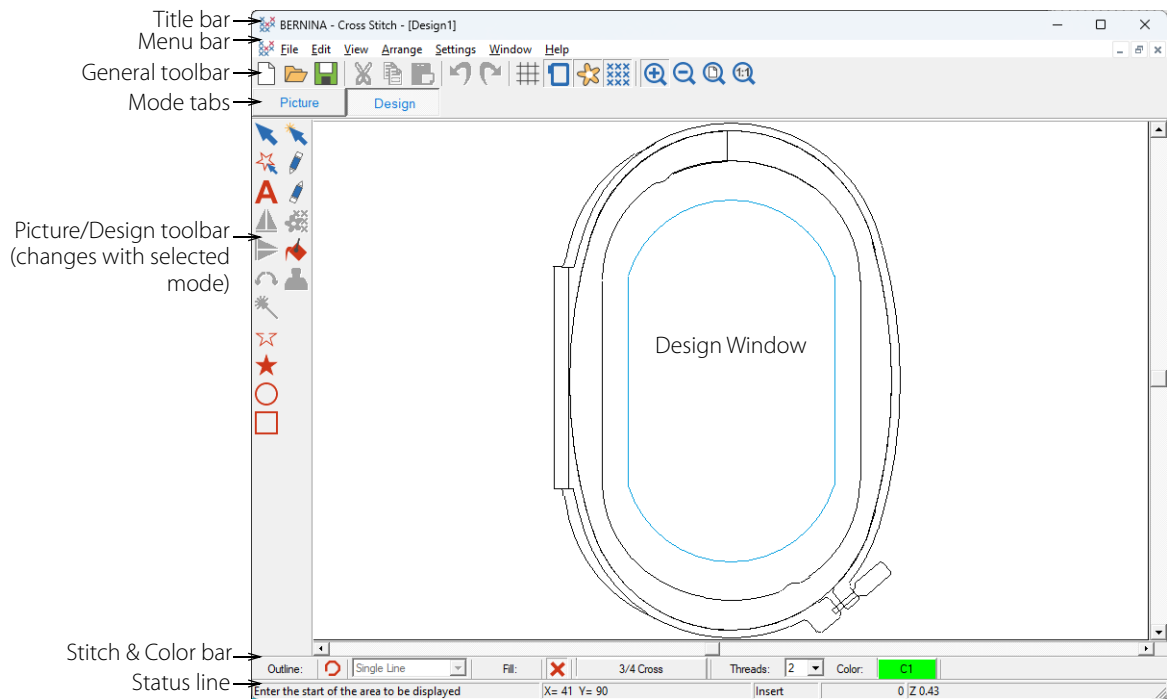 Title bar
BERNINA - Cross Stitch - [Design1]
Menu bar
File Edit View Arrange Settings Window Help
General toolbar
1:1
Mode tabs
Picture Design
A
Picture/Design toolbar
(changes with selected
mode)
Design Window
Stitch & Color bar
Outline: Single Line Fill: 3/4 Cross Threads: 2 Color: C1
Status line
Enter the start of the area to be displayed X= 41 Y= 90 Insert 0 Z 0.43